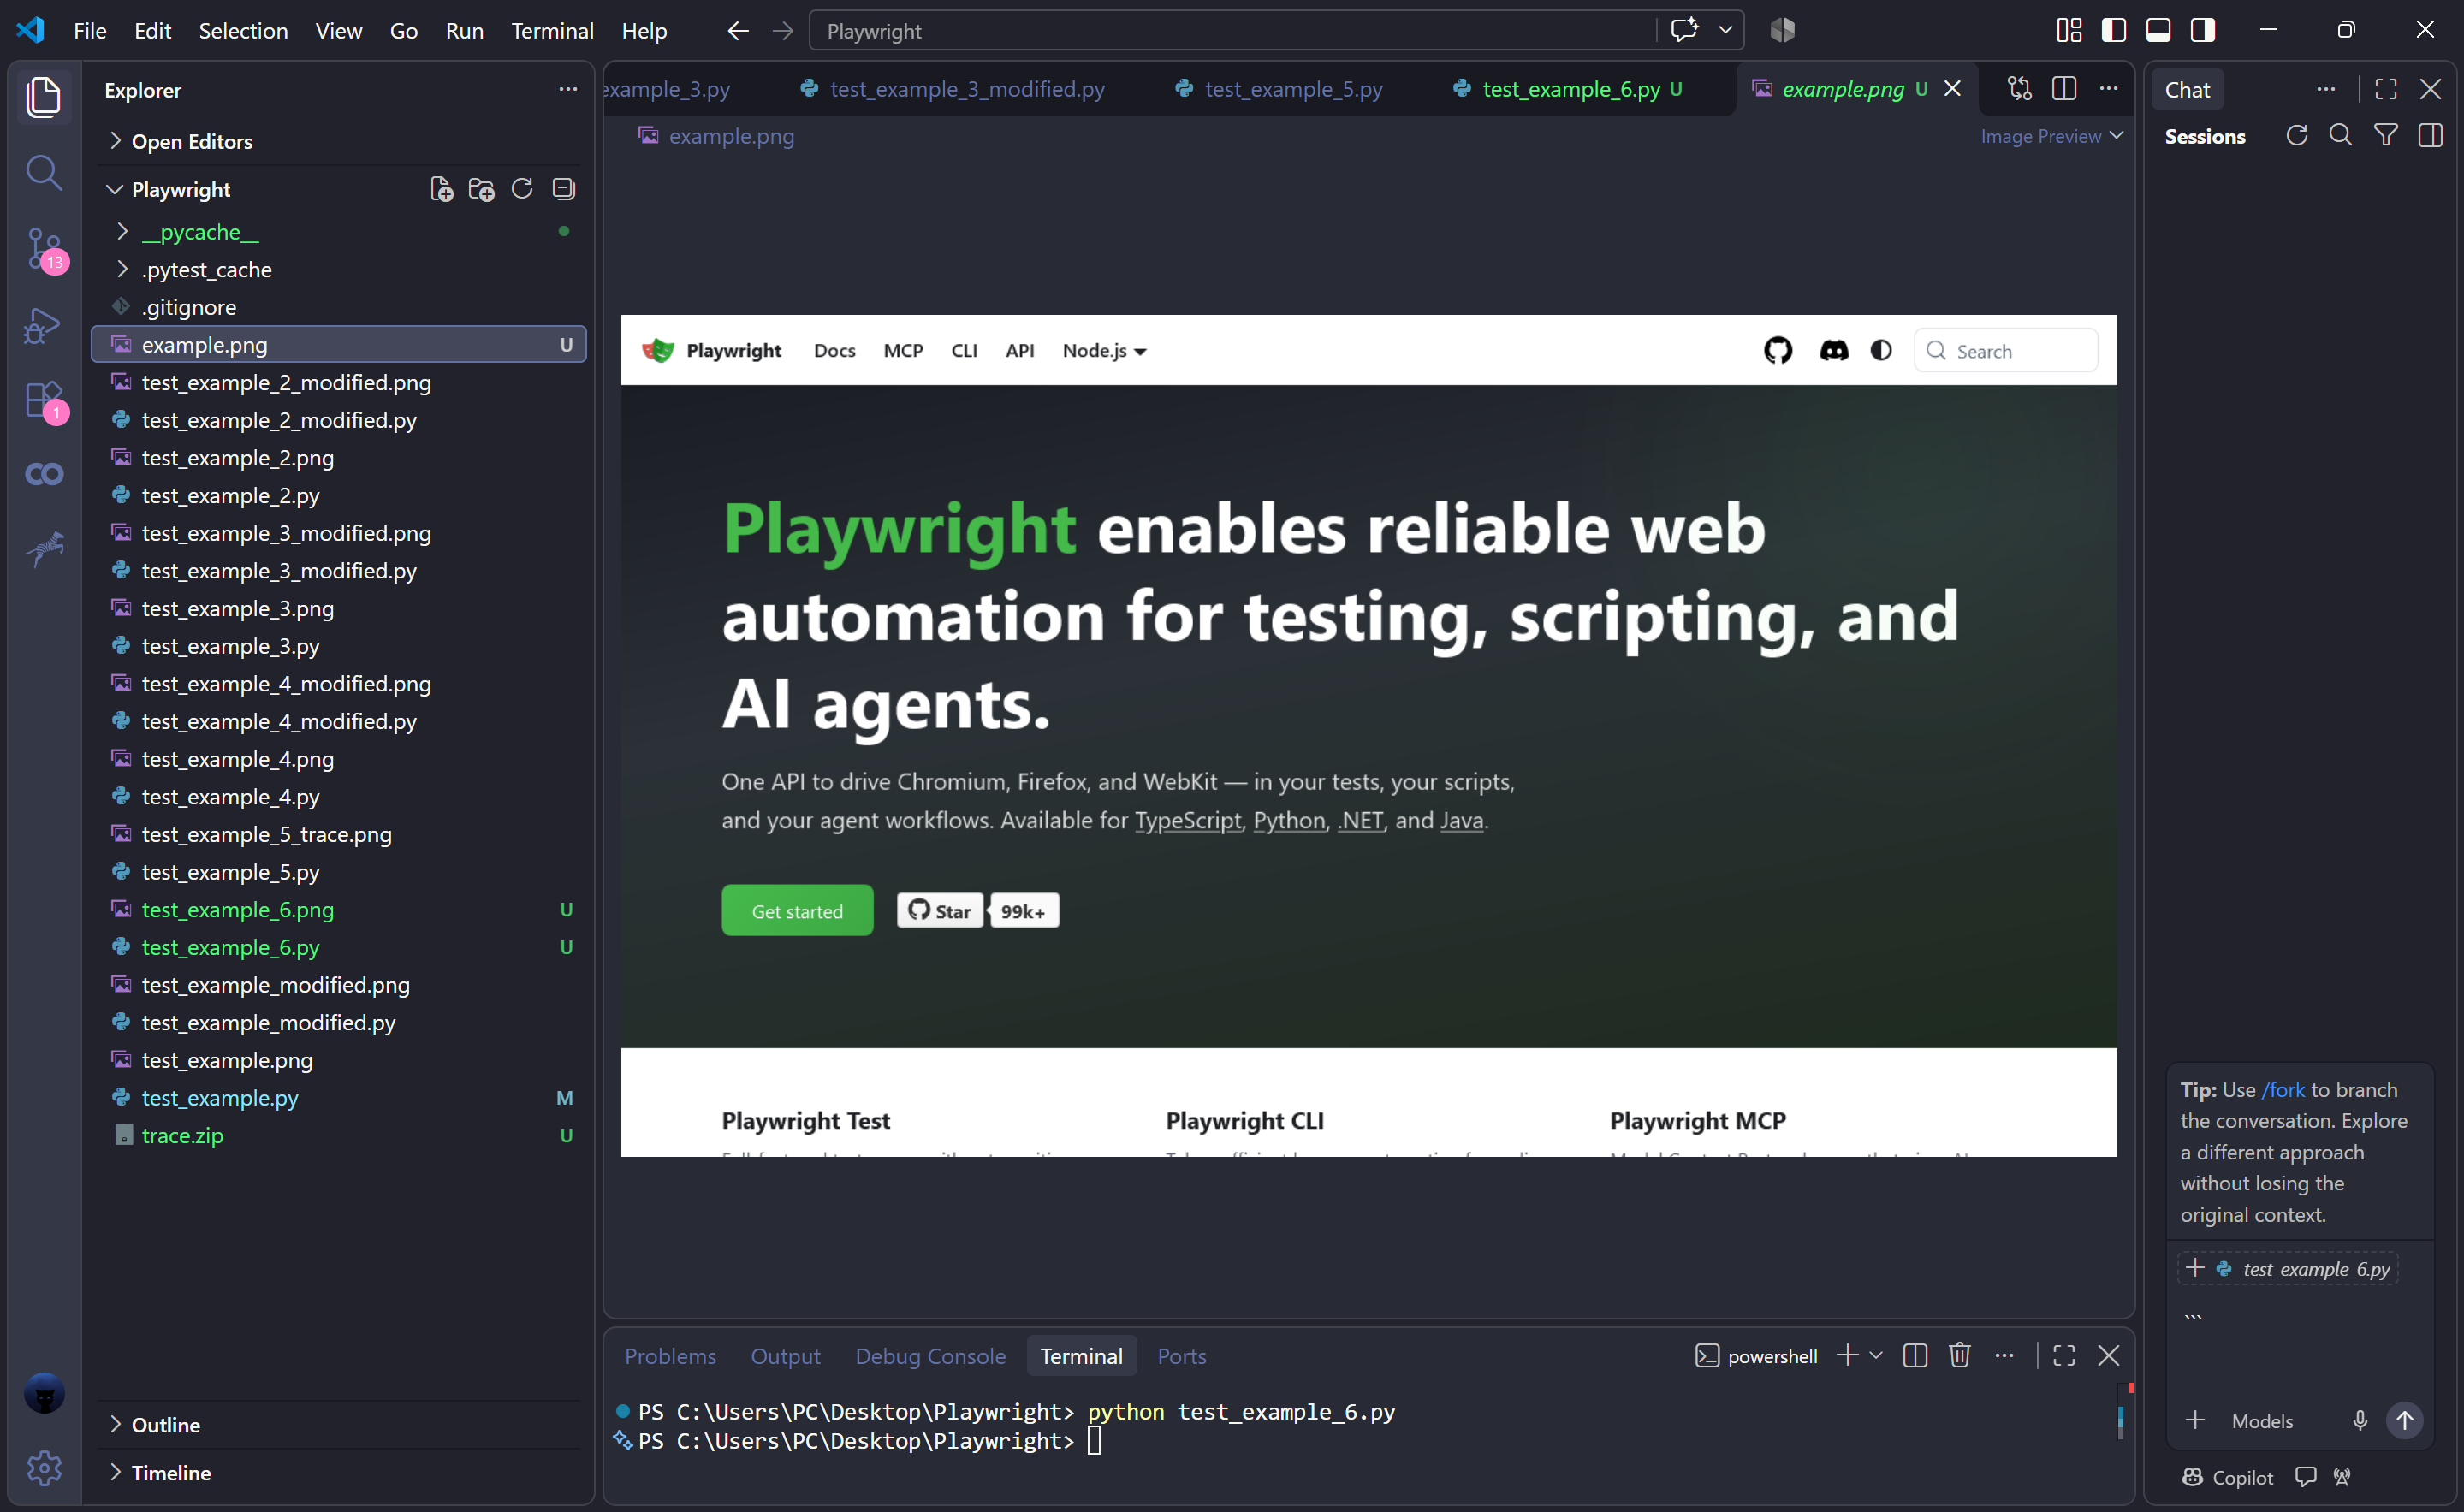 File Edit Selection View Go Run Terminal Help
Playwright
Explorer
Open Editors
Playwright
__pycache__
.pytest_cache
.gitignore
example.png U
test_example_2_modified.png
test_example_2_modified.py
test_example_2.png
test_example_2.py
test_example_3_modified.png
test_example_3_modified.py
test_example_3.png
test_example_3.py
test_example_4_modified.png
test_example_4_modified.py
test_example_4.png
test_example_4.py
test_example_5_trace.png
test_example_5.py
test_example_6.png U
test_example_6.py U
test_example_modified.png
test_example_modified.py
test_example.png
test_example.py M
trace.zip U
Outline
Timeline
13
1
example_3.py test_example_3_modified.py test_example_5.py test_example_6.py U example.png U
example.png Image Preview
Playwright Docs MCP CLI API Node.js Search
Playwright enables reliable web
automation for testing, scripting, and
AI agents.
One API to drive Chromium, Firefox, and WebKit — in your tests, your scripts,
and your agent workflows. Available for TypeScript, Python, .NET, and Java.
Get started Star 99k+
Playwright Test Playwright CLI Playwright MCP
Problems Output Debug Console Terminal Ports powershell
PS C:\Users\PC\Desktop\Playwright> python test_example_6.py
PS C:\Users\PC\Desktop\Playwright>
Chat
Sessions
Tip: Use /fork to branch
the conversation. Explore
a different approach
without losing the
original context.
test_example_6.py
```
Models
Copilot